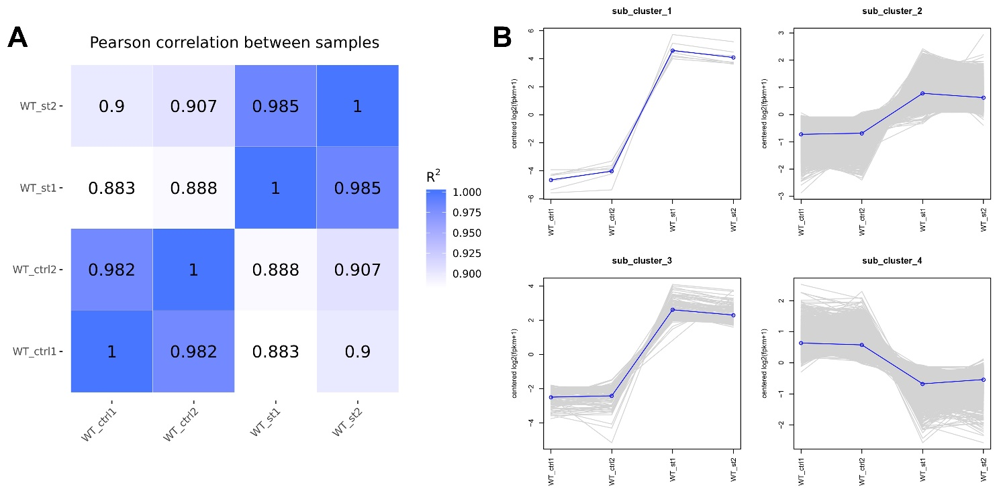 A
Pearson correlation between samples
WT_st2
0.9 0.907 0.985 1
WT_st1
0.883 0.888 1 0.985
WT_ctrl2
0.982 1 0.888 0.907
WT_ctrl1
1 0.982 0.883 0.9
WT_ctrl1 WT_ctrl2 WT_st1 WT_st2
R²
1.000
0.975
0.950
0.925
0.900
B
sub_cluster_1
centered log2(fpkm+1)
6
4
2
0
−2
−4
−6
WT_ctrl1 WT_ctrl2 WT_st1 WT_st2
sub_cluster_2
centered log2(fpkm+1)
3
2
1
0
−1
−2
−3
WT_ctrl1 WT_ctrl2 WT_st1 WT_st2
sub_cluster_3
centered log2(fpkm+1)
4
2
0
−2
−4
WT_ctrl1 WT_ctrl2 WT_st1 WT_st2
sub_cluster_4
centered log2(fpkm+1)
2
1
0
−1
−2
WT_ctrl1 WT_ctrl2 WT_st1 WT_st2